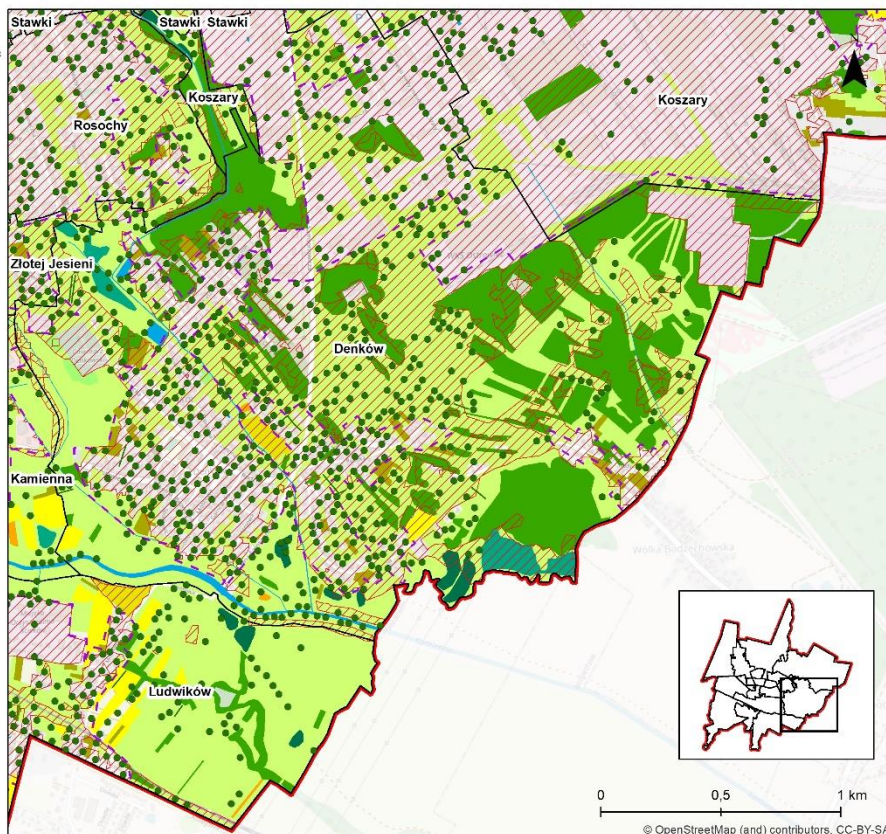 Stawki
Stawki Stawki
Koszary
Koszary
Rosochy
Złotej Jesieni
Denków
Kamienna
Wólka Bodzechowska
Ludwików
0 0,5 1 km
© OpenStreetMap (and) contributors, CC-BY-SA